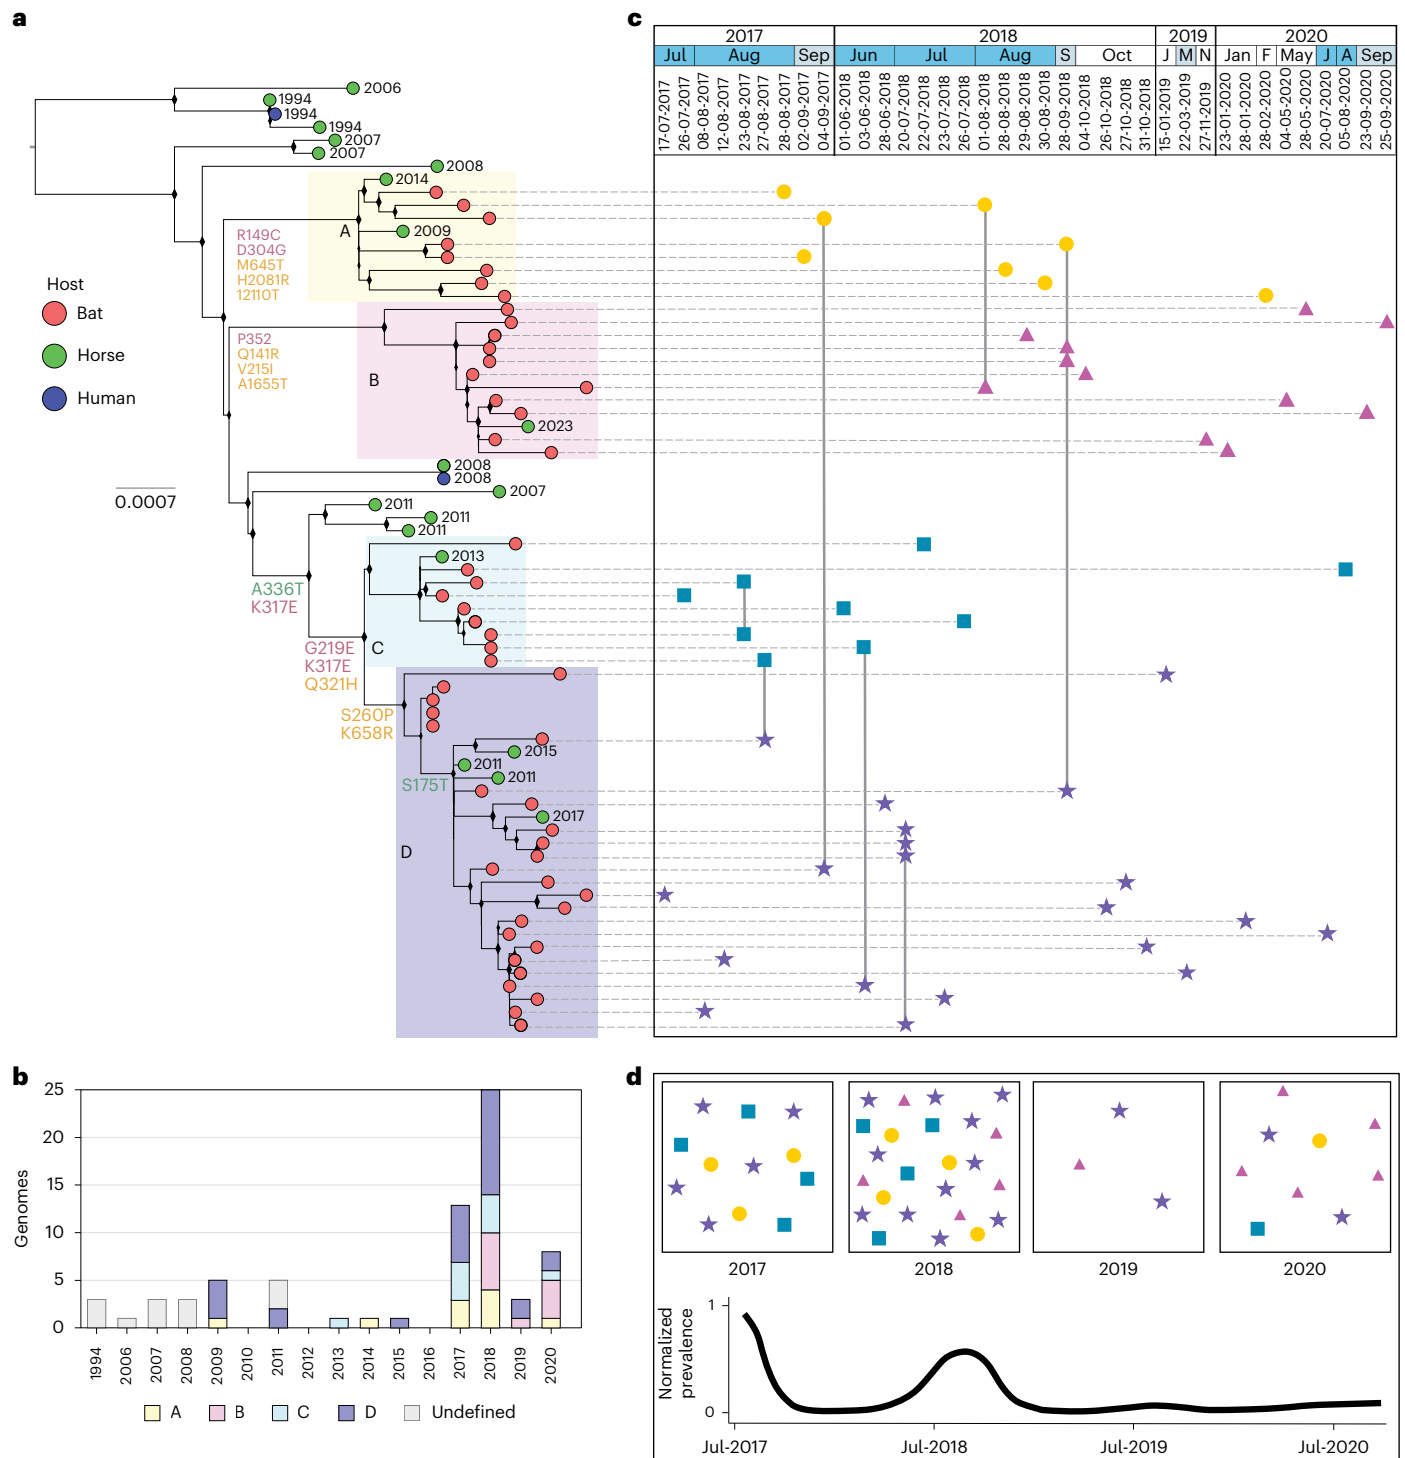 a
2006
1994
1994
1994
2007
2007
2008
2014
2009
A
R149C
D304G
M645T
H2081R
12110T
Host
Bat
Horse
Human
P352
Q141R
V215I
A1655T
B
2023
2008
2008
2007
0.0007
2011
2011
2011
2013
A336T
K317E
G219E
K317E
Q321H
C
S260P
K658R
2015
2011
2011
S175T
2017
D
c
2017 2018 2019 2020
Jul Aug Sep Jun Jul Aug S Oct J M N Jan F May J A Sep
17-07-2017
26-07-2017
08-08-2017
12-08-2017
23-08-2017
27-08-2017
28-08-2017
02-09-2017
04-09-2017
01-06-2018
03-06-2018
28-06-2018
20-07-2018
22-07-2018
23-07-2018
26-07-2018
01-08-2018
28-08-2018
29-08-2018
30-08-2018
28-09-2018
04-10-2018
26-10-2018
27-10-2018
31-10-2018
15-01-2019
22-03-2019
27-11-2019
23-01-2020
28-01-2020
28-02-2020
04-05-2020
28-05-2020
20-07-2020
05-08-2020
23-09-2020
25-09-2020
b
Genomes
25
20
15
10
5
0
1994 2006 2007 2008 2009 2010 2011 2012 2013 2014 2015 2016 2017 2018 2019 2020
A B C D Undefined
d
2017 2018 2019 2020
Normalized
prevalence
1
0
Jul-2017 Jul-2018 Jul-2019 Jul-2020